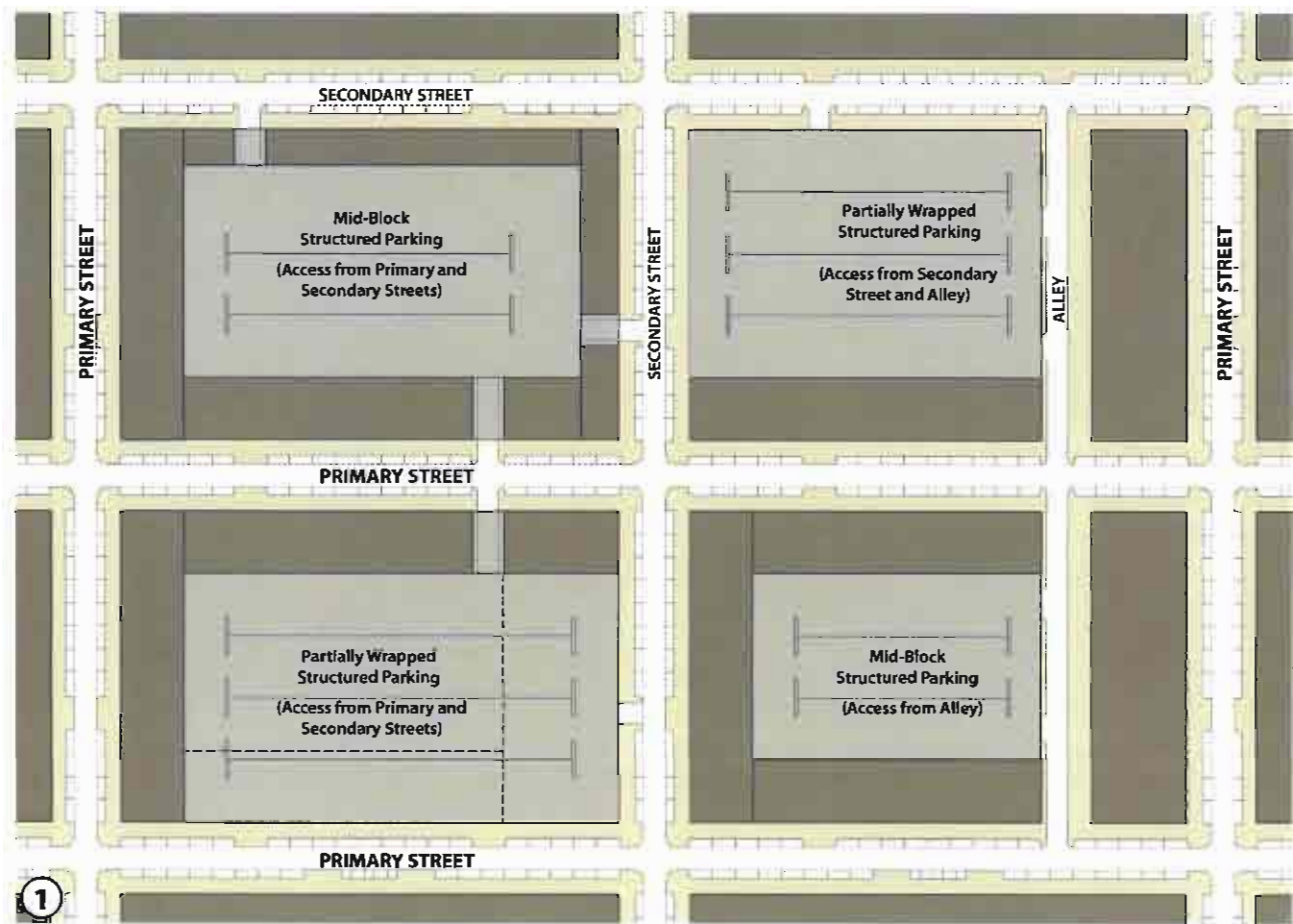 SECONDARY STREET
Mid-Block
Structured Parking
(Access from Primary and
Secondary Streets)
Partially Wrapped
Structured Parking
(Access from Secondary
Street and Alley)
PRIMARY STREET
SECONDARY STREET
ALLEY
PRIMARY STREET
PRIMARY STREET
Partially Wrapped
Structured Parking
(Access from Primary and
Secondary Streets)
Mid-Block
Structured Parking
(Access from Alley)
PRIMARY STREET
1